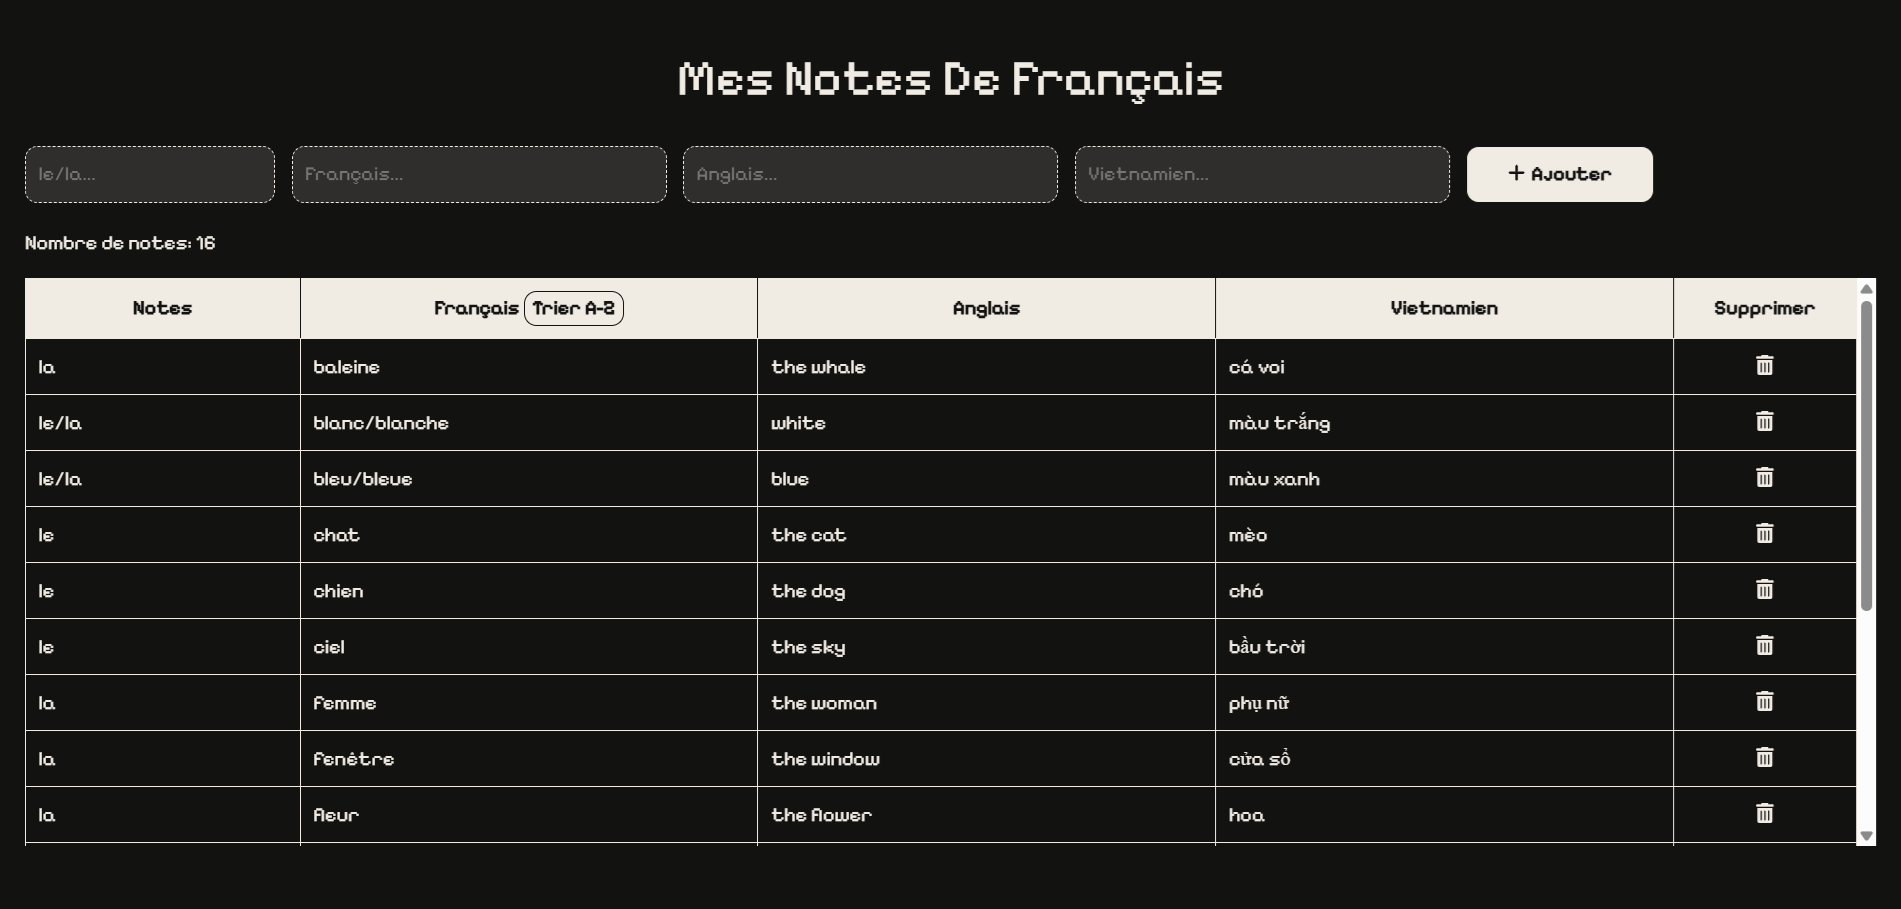 Mes Notes De Français
le/la... Français... Anglais... Vietnamien... + Ajouter
Nombre de notes: 16
Notes Français Trier A-Z Anglais Vietnamien Supprimer
la baleine the whale cá voi
le/la blanc/blanche white màu trắng
le/la bleu/bleue blue màu xanh
le chat the cat mèo
le chien the dog chó
le ciel the sky bầu trời
la femme the woman phụ nữ
la fenêtre the window cửa sổ
la fleur the flower hoa